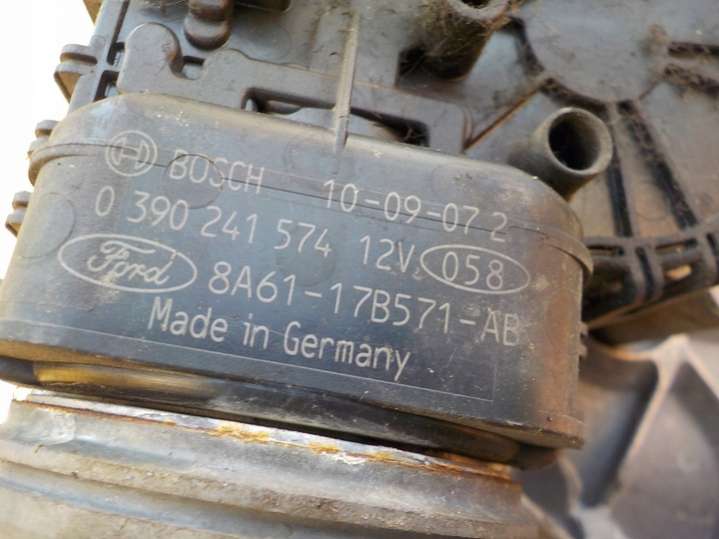 BOSCH 10-09-07 2
0 390 241 574 12V 058
Ford 8A61-17B571-AB
Made in Germany